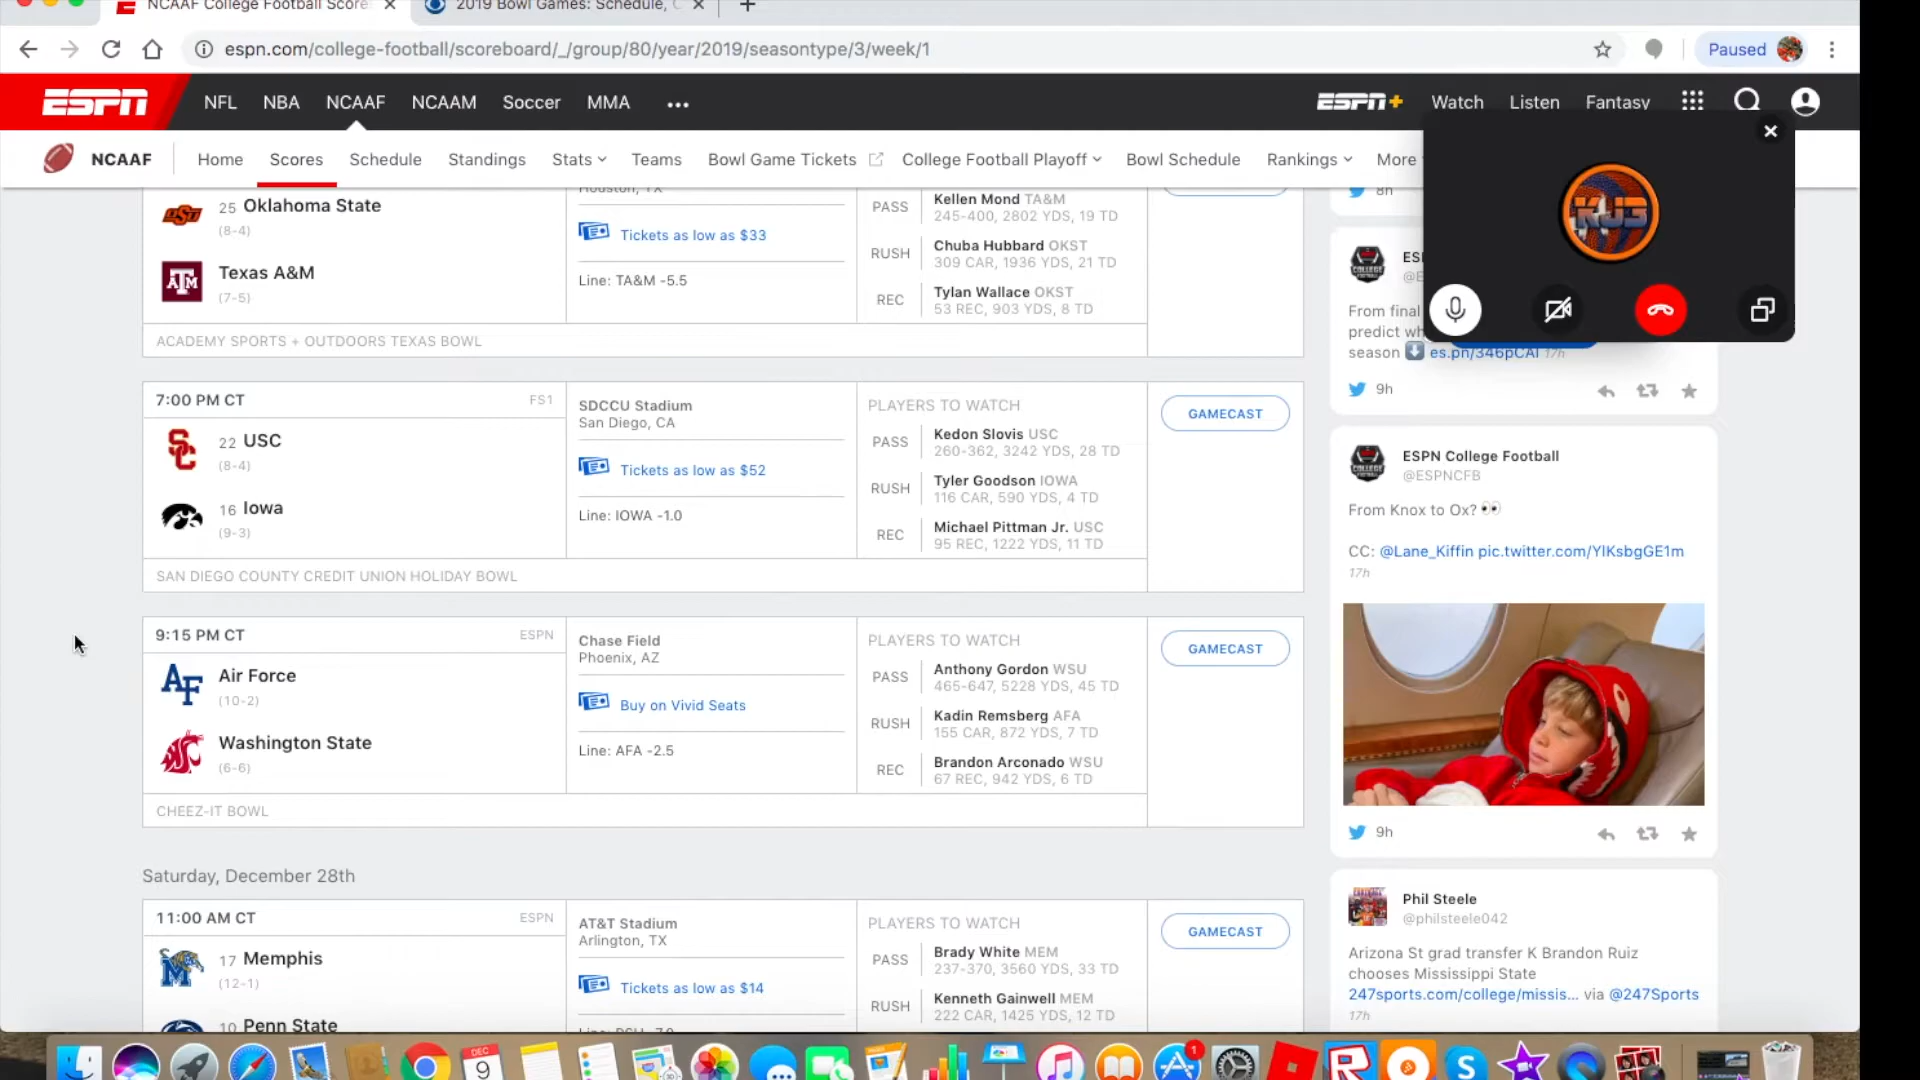 NCAAF College Football Score
2019 Bowl Games: Schedule,
espn.com/college-football/scoreboard/_/group/80/year/2019/seasontype/3/week/1
Paused
ESPN
NFL
NBA
NCAAF
NCAAM
Soccer
MMA
ESPN+
Watch
Listen
Fantasy
NCAAF
Home
Scores
Schedule
Standings
Stats
Teams
Bowl Game Tickets
College Football Playoff
Bowl Schedule
Rankings
More
25 Oklahoma State
(8-4)
Texas A&M
(7-5)
Houston, TX
Tickets as low as $33
Line: TA&M -5.5
PASS
Kellen Mond TA&M
245-400, 2802 YDS, 19 TD
RUSH
Chuba Hubbard OKST
309 CAR, 1936 YDS, 21 TD
REC
Tylan Wallace OKST
53 REC, 903 YDS, 8 TD
ACADEMY SPORTS + OUTDOORS TEXAS BOWL
7:00 PM CT
FS1
22 USC
(8-4)
16 Iowa
(9-3)
SDCCU Stadium
San Diego, CA
Tickets as low as $52
Line: IOWA -1.0
PLAYERS TO WATCH
PASS
Kedon Slovis USC
260-362, 3242 YDS, 28 TD
RUSH
Tyler Goodson IOWA
116 CAR, 590 YDS, 4 TD
REC
Michael Pittman Jr. USC
95 REC, 1222 YDS, 11 TD
GAMECAST
SAN DIEGO COUNTY CREDIT UNION HOLIDAY BOWL
9:15 PM CT
ESPN
Air Force
(10-2)
Washington State
(6-6)
Chase Field
Phoenix, AZ
Buy on Vivid Seats
Line: AFA -2.5
PLAYERS TO WATCH
PASS
Anthony Gordon WSU
465-647, 5228 YDS, 45 TD
RUSH
Kadin Remsberg AFA
155 CAR, 872 YDS, 7 TD
REC
Brandon Arconado WSU
67 REC, 942 YDS, 6 TD
GAMECAST
CHEEZ-IT BOWL
Saturday, December 28th
11:00 AM CT
ESPN
17 Memphis
(12-1)
10 Penn State
AT&T Stadium
Arlington, TX
Tickets as low as $14
PLAYERS TO WATCH
PASS
Brady White MEM
237-370, 3560 YDS, 33 TD
RUSH
Kenneth Gainwell MEM
222 CAR, 1425 YDS, 12 TD
GAMECAST
8h
KJB
From final
predict
season es.pn/346pCAI 17h
9h
ESPN College Football
@ESPNCFB
From Knox to Ox?
CC: @Lane_Kiffin pic.twitter.com/YIKsbgGE1m
17h
9h
Phil Steele
@philsteele042
Arizona St grad transfer K Brandon Ruiz
chooses Mississippi State
247sports.com/college/missis... via @247Sports
17h
DEC
9
1